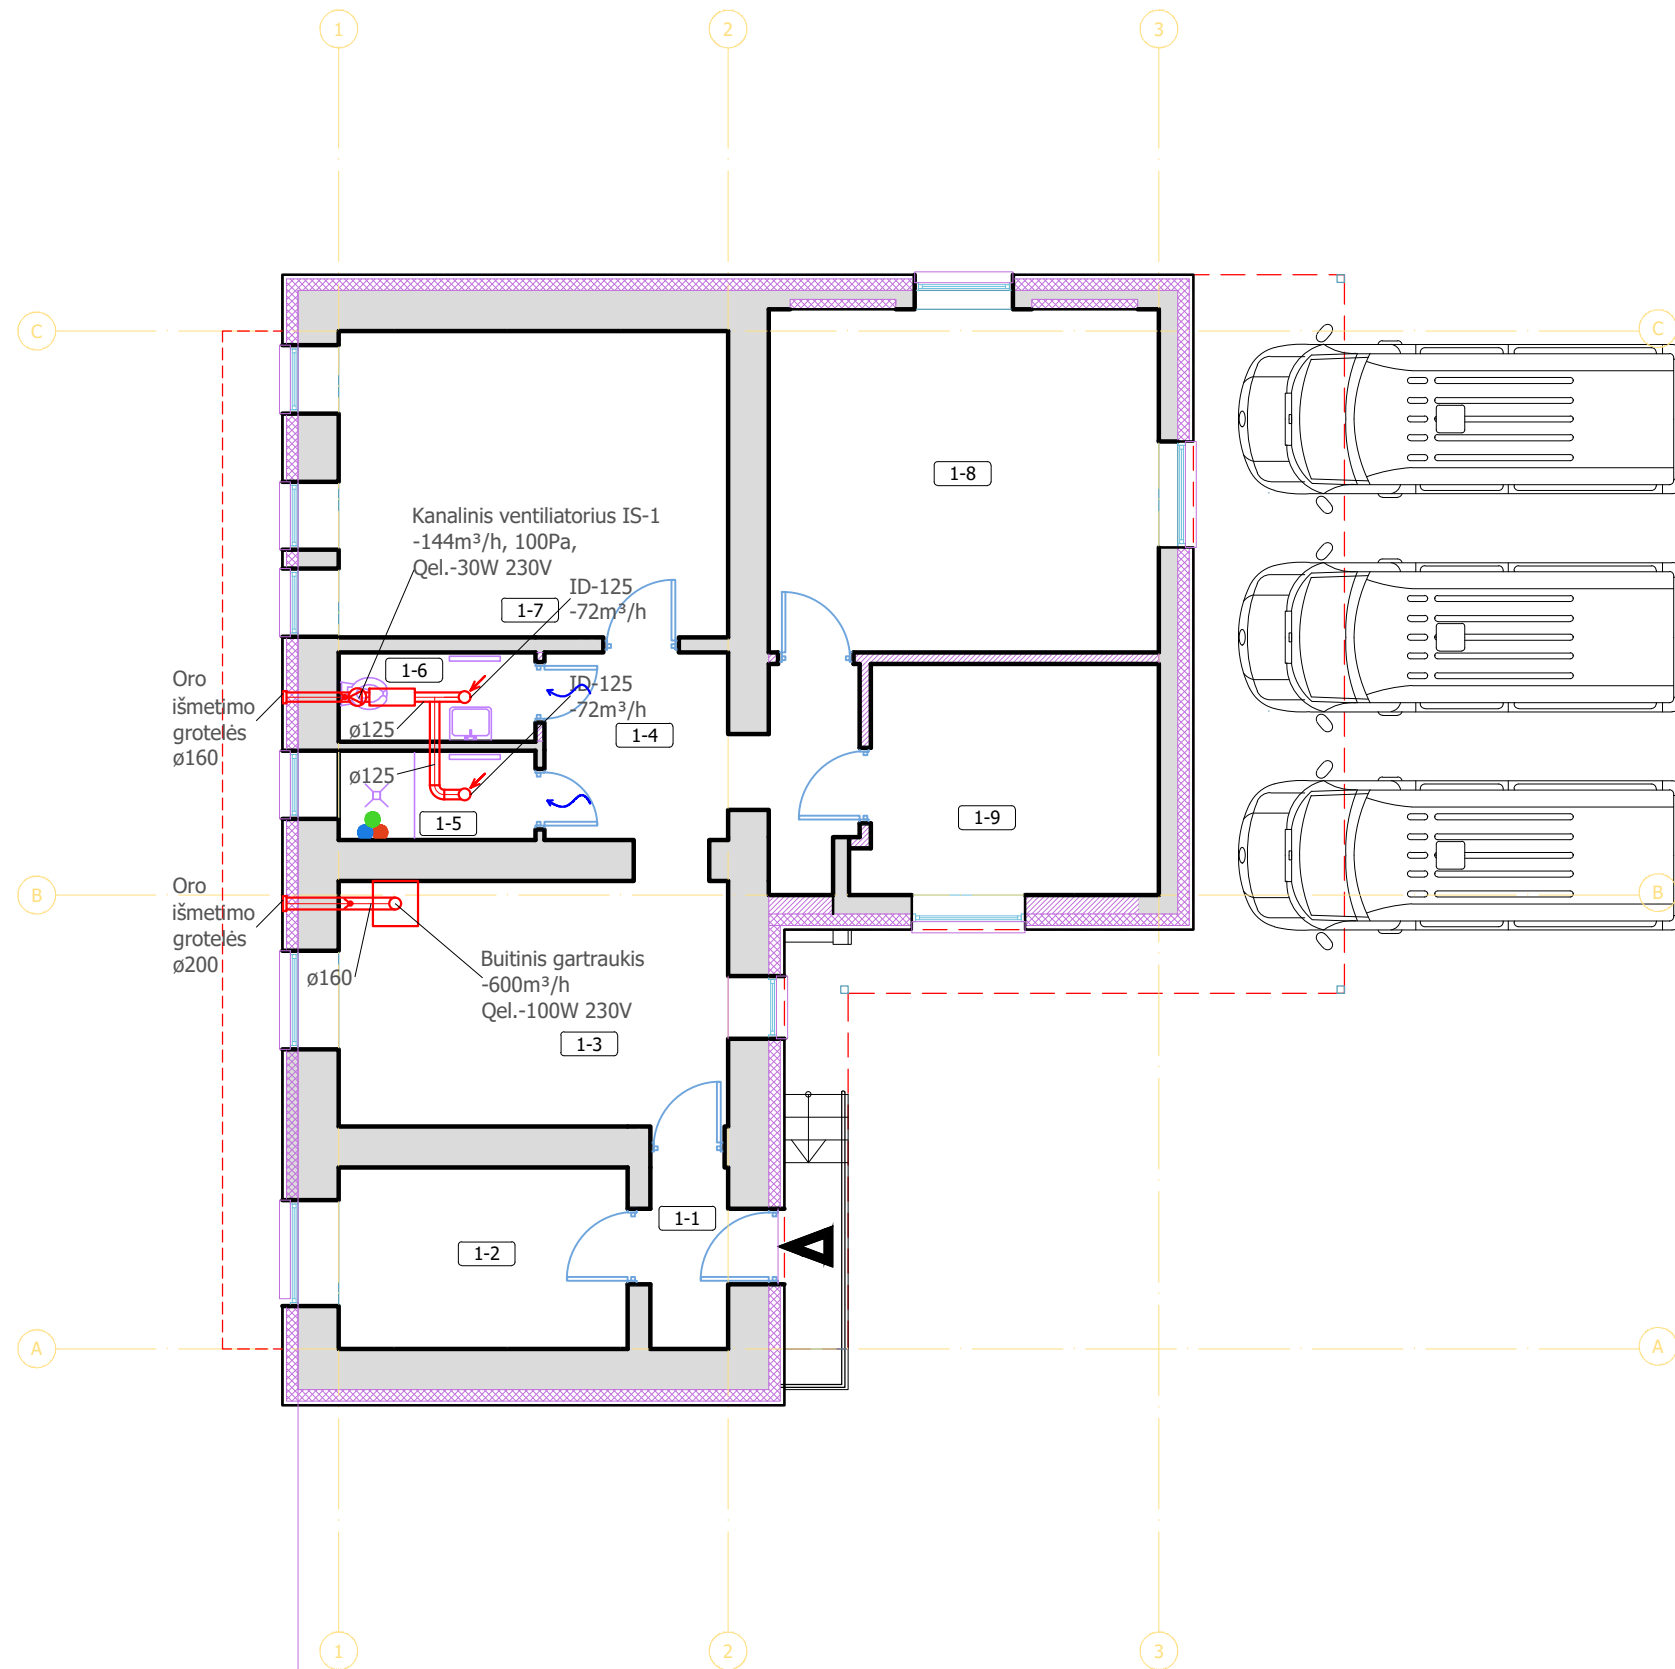 1
2
3
C
C
1-8
Kanalinis ventiliatorius IS-1
-144m³/h, 100Pa,
Qel.-30W 230V
ID-125
-72m³/h
1-7
1-6
Oro
išmetimo
grotelės
ø160
ø125
ID-125
-72m³/h
1-4
ø125
1-5
1-9
B
B
Oro
išmetimo
grotelės
ø200
ø160
Buitinis gartraukis
-600m³/h
Qel.-100W 230V
1-3
1-1
1-2
A
A
1
2
3